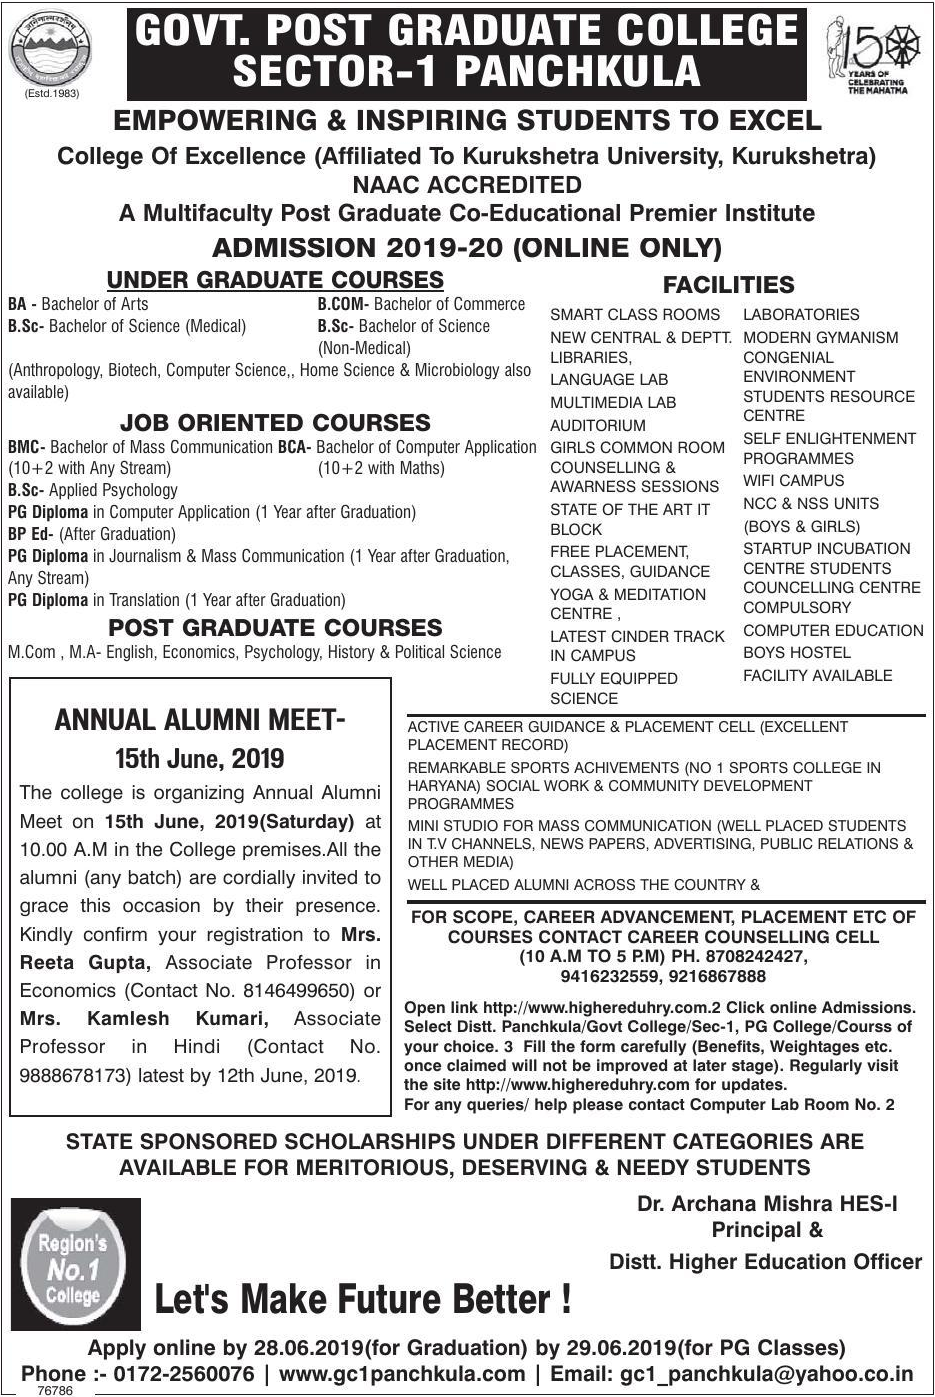 GOVT. POST GRADUATE COLLEGE
SECTOR-1 PANCHKULA
(Estd.1983)
150
YEARS OF
CELEBRATING
THE MAHATMA
EMPOWERING & INSPIRING STUDENTS TO EXCEL
College Of Excellence (Affiliated To Kurukshetra University, Kurukshetra)
NAAC ACCREDITED
A Multifaculty Post Graduate Co-Educational Premier Institute
ADMISSION 2019-20 (ONLINE ONLY)
UNDER GRADUATE COURSES
BA - Bachelor of Arts
B.COM- Bachelor of Commerce
B.Sc- Bachelor of Science (Medical)
B.Sc- Bachelor of Science
(Non-Medical)
(Anthropology, Biotech, Computer Science,, Home Science & Microbiology also
available)
JOB ORIENTED COURSES
BMC- Bachelor of Mass Communication BCA- Bachelor of Computer Application
(10+2 with Any Stream) (10+2 with Maths)
B.Sc- Applied Psychology
PG Diploma in Computer Application (1 Year after Graduation)
BP Ed- (After Graduation)
PG Diploma in Journalism & Mass Communication (1 Year after Graduation,
Any Stream)
PG Diploma in Translation (1 Year after Graduation)
POST GRADUATE COURSES
M.Com , M.A- English, Economics, Psychology, History & Political Science
FACILITIES
SMART CLASS ROOMS
NEW CENTRAL & DEPTT.
LIBRARIES,
LANGUAGE LAB
MULTIMEDIA LAB
AUDITORIUM
GIRLS COMMON ROOM
COUNSELLING &
AWARNESS SESSIONS
STATE OF THE ART IT
BLOCK
FREE PLACEMENT,
CLASSES, GUIDANCE
YOGA & MEDITATION
CENTRE ,
LATEST CINDER TRACK
IN CAMPUS
FULLY EQUIPPED
SCIENCE
LABORATORIES
MODERN GYMANISM
CONGENIAL
ENVIRONMENT
STUDENTS RESOURCE
CENTRE
SELF ENLIGHTENMENT
PROGRAMMES
WIFI CAMPUS
NCC & NSS UNITS
(BOYS & GIRLS)
STARTUP INCUBATION
CENTRE STUDENTS
COUNCELLING CENTRE
COMPULSORY
COMPUTER EDUCATION
BOYS HOSTEL
FACILITY AVAILABLE
ANNUAL ALUMNI MEET-
15th June, 2019
The college is organizing Annual Alumni
Meet on 15th June, 2019(Saturday) at
10.00 A.M in the College premises.All the
alumni (any batch) are cordially invited to
grace this occasion by their presence.
Kindly confirm your registration to Mrs.
Reeta Gupta, Associate Professor in
Economics (Contact No. 8146499650) or
Mrs. Kamlesh Kumari, Associate
Professor in Hindi (Contact No.
9888678173) latest by 12th June, 2019.
ACTIVE CAREER GUIDANCE & PLACEMENT CELL (EXCELLENT
PLACEMENT RECORD)
REMARKABLE SPORTS ACHIVEMENTS (NO 1 SPORTS COLLEGE IN
HARYANA) SOCIAL WORK & COMMUNITY DEVELOPMENT
PROGRAMMES
MINI STUDIO FOR MASS COMMUNICATION (WELL PLACED STUDENTS
IN T.V CHANNELS, NEWS PAPERS, ADVERTISING, PUBLIC RELATIONS &
OTHER MEDIA)
WELL PLACED ALUMNI ACROSS THE COUNTRY &
FOR SCOPE, CAREER ADVANCEMENT, PLACEMENT ETC OF
COURSES CONTACT CAREER COUNSELLING CELL
(10 A.M TO 5 P.M) PH. 8708242427,
9416232559, 9216867888
Open link http://www.highereduhry.com.2 Click online Admissions.
Select Distt. Panchkula/Govt College/Sec-1, PG College/Courss of
your choice. 3 Fill the form carefully (Benefits, Weightages etc.
once claimed will not be improved at later stage). Regularly visit
the site http://www.highereduhry.com for updates.
For any queries/ help please contact Computer Lab Room No. 2
STATE SPONSORED SCHOLARSHIPS UNDER DIFFERENT CATEGORIES ARE
AVAILABLE FOR MERITORIOUS, DESERVING & NEEDY STUDENTS
Dr. Archana Mishra HES-I
Principal &
Distt. Higher Education Officer
Region's
No.1
College
Let's Make Future Better !
Apply online by 28.06.2019(for Graduation) by 29.06.2019(for PG Classes)
Phone :- 0172-2560076 | www.gc1panchkula.com | Email: gc1_panchkula@yahoo.co.in
76786